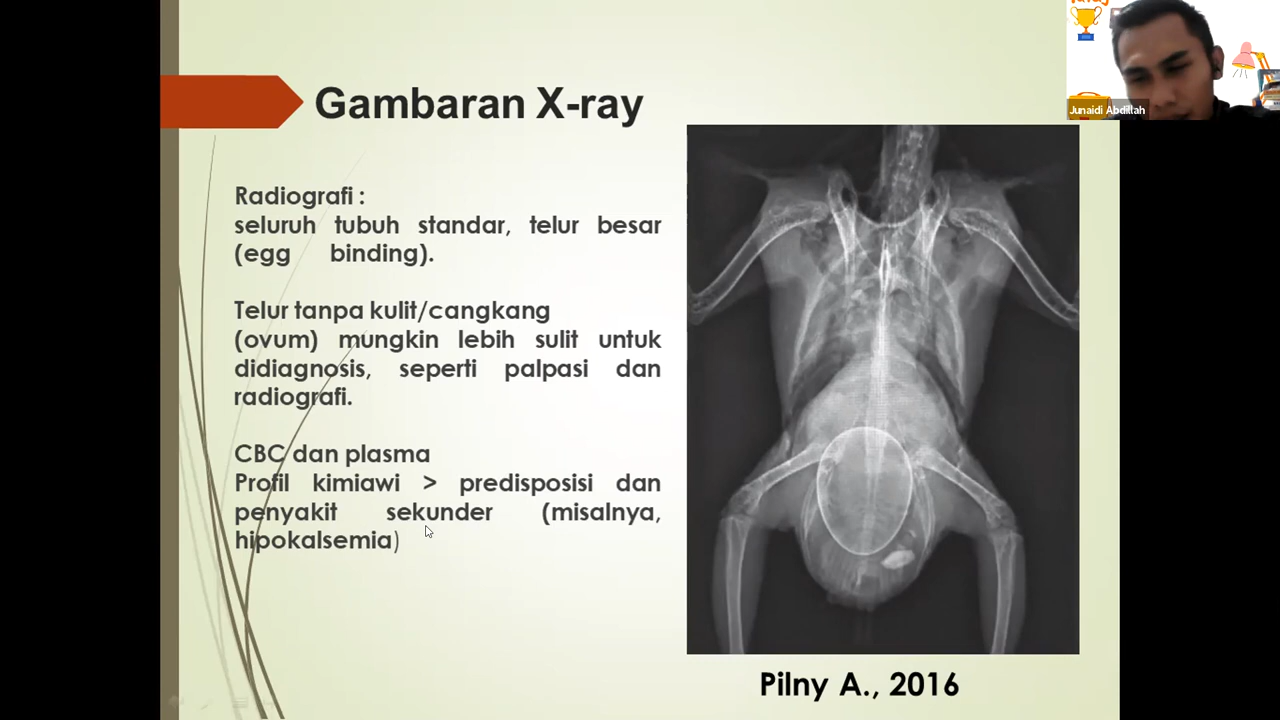 Gambaran X-ray
Radiografi :
seluruh tubuh standar, telur besar
(egg binding).
Telur tanpa kulit/cangkang
(ovum) mungkin lebih sulit untuk
didiagnosis, seperti palpasi dan
radiografi.
CBC dan plasma
Profil kimiawi > predisposisi dan
penyakit sekunder (misalnya,
hipokalsemia)
Pilny A., 2016
Junaidi Abdillah